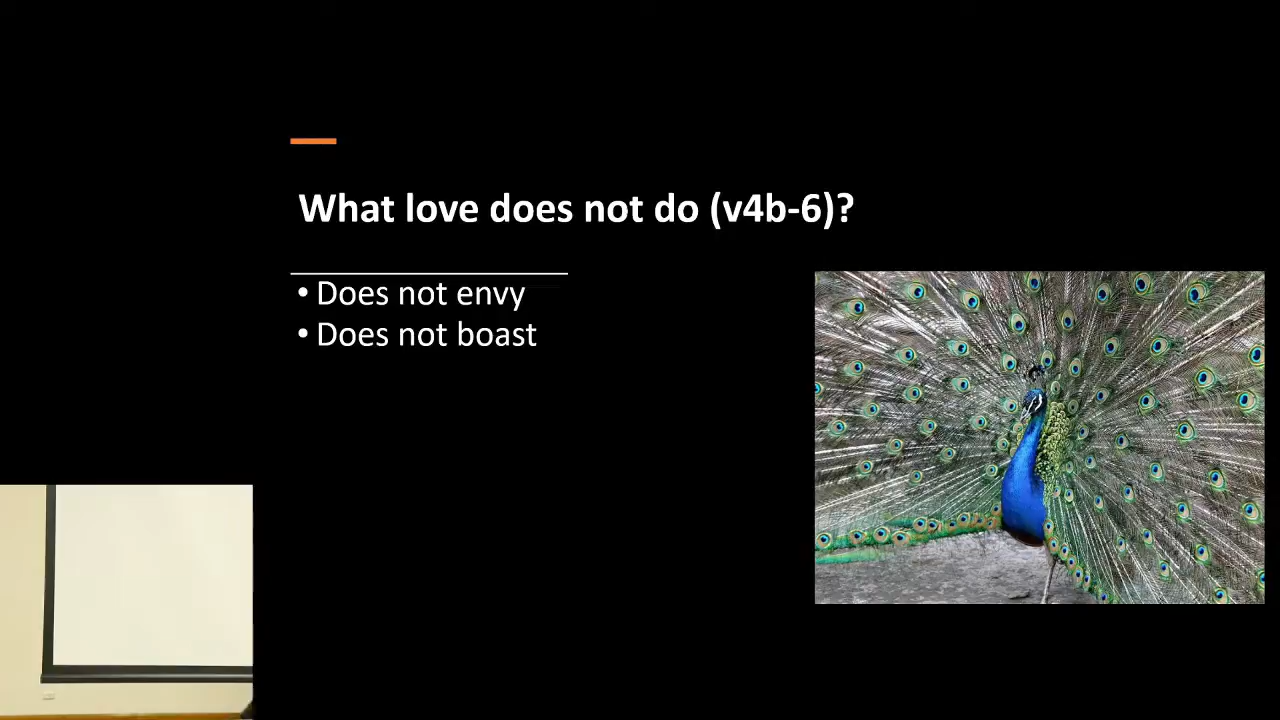 What love does not do (v4b-6)?
• Does not envy
• Does not boast